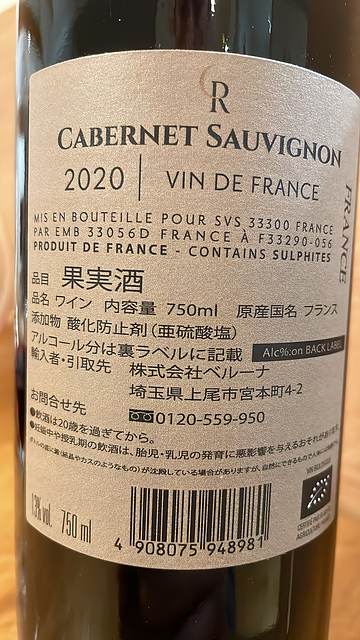 R
CABERNET SAUVIGNON
2020 | VIN DE FRANCE
MIS EN BOUTEILLE POUR SVS 33300 FRANCE
PAR EMB 33056D FRANCE À F33290-056
PRODUIT DE FRANCE - CONTAINS SULPHITES
FRANCE
品目 果実酒
品名 ワイン 内容量 750ml 原産国名 フランス
添加物 酸化防止剤(亜硫酸塩)
アルコール分は裏ラベルに記載 Alc%:on BACK LABEL
輸入者・引取先 株式会社ベルーナ
埼玉県上尾市宮本町4-2
お問合せ先 0120-559-950
●飲酒は20歳を過ぎてから。
●妊娠中や授乳期の飲酒は、胎児・乳児の発育に悪影響を与えるおそれがあります。
13% vol. 750 ml
4 908075 948981
VIN BIOLOGIQUE